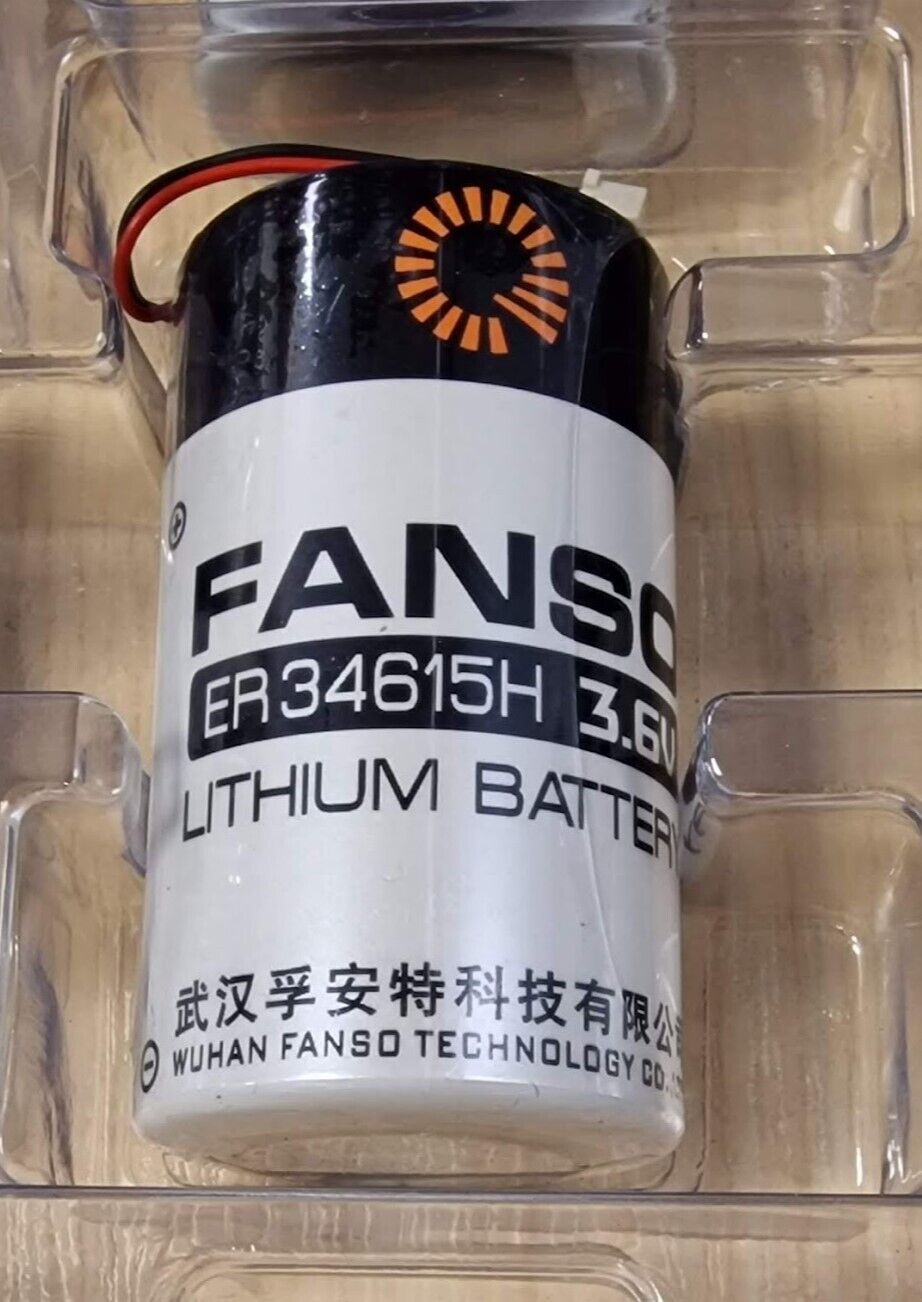 FANSO
ER34615H 3.6V
LITHIUM BATTERY
武汉孚安特科技有限公司
WUHAN FANSO TECHNOLOGY CO.